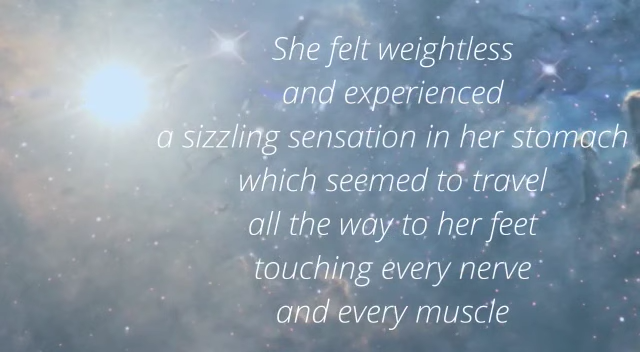 She felt weightless
and experienced
a sizzling sensation in her stomach
which seemed to travel
all the way to her feet
touching every nerve
and every muscle